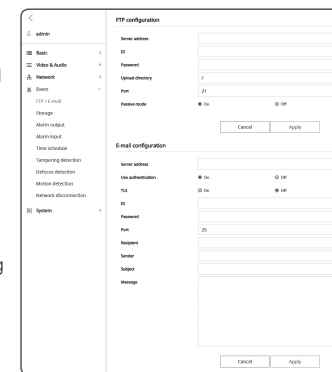 FTP configuration
admin
Server address
ID
Basic
Password
Video & Audio
Upload directory /
Network
Port 21
Event
Passive mode On Off
FTP / E-mail
Storage
Cancel Apply
Alarm output
Alarm input
E-mail configuration
Time schedule
Server address
Tampering detection
Use authentication On Off
Defocus detection
TLS On Off
Motion detection
ID
Network disconnection
Password
System
Port 25
Recipient
Sender
Subject
Message
Cancel Apply